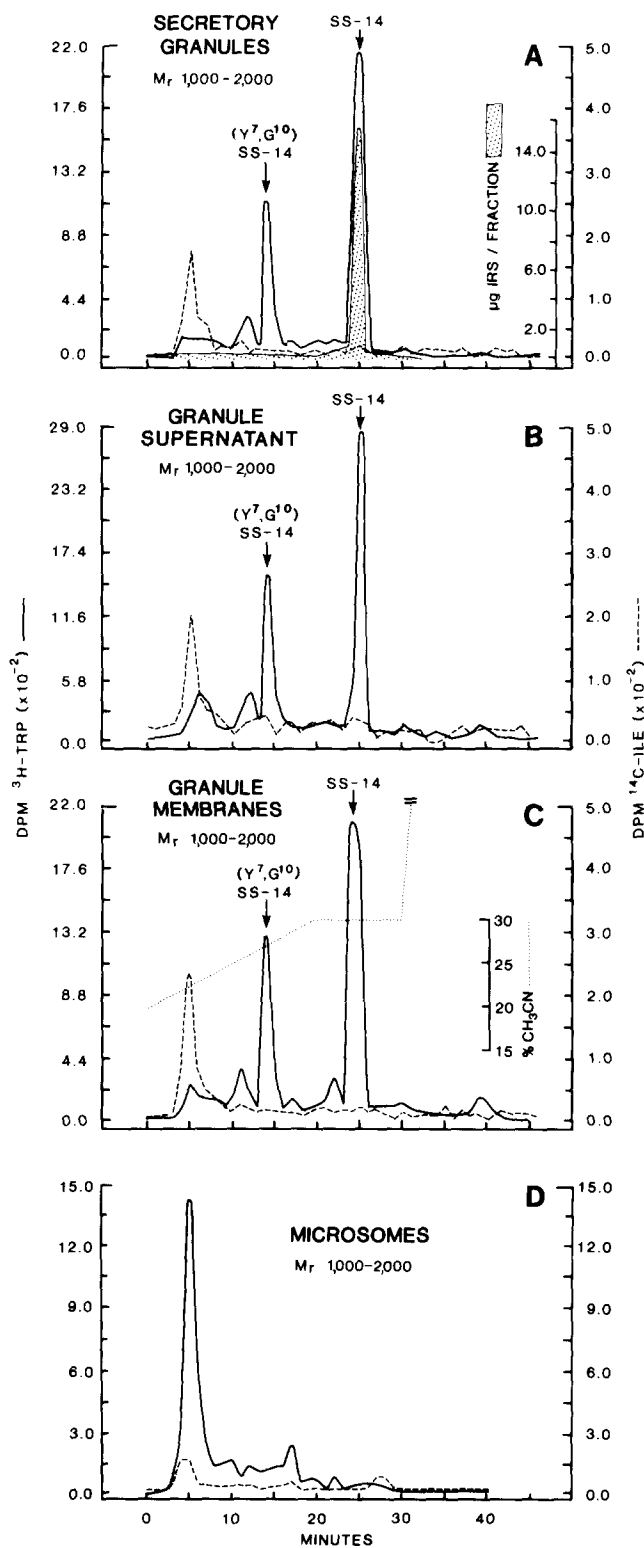 SECRETORY
GRANULES
Mr 1,000-2,000
SS-14
A
(Y7,G10)
SS-14
22.0
17.6
13.2
8.8
4.4
0.0
5.0
4.0
3.0
2.0
1.0
0.0
14.0
10.0
6.0
2.0
µg IRS / FRACTION
GRANULE
SUPERNATANT
Mr 1,000-2,000
SS-14
B
(Y7,G10)
SS-14
29.0
23.2
17.4
11.6
5.8
0.0
5.0
4.0
3.0
2.0
1.0
0.0
DPM 3H-TRP (x10-2)
DPM 14C-ILE (x10-2)
GRANULE
MEMBRANES
Mr 1,000-2,000
SS-14
C
(Y7,G10)
SS-14
22.0
17.6
13.2
8.8
4.4
0.0
5.0
4.0
3.0
2.0
1.0
0.0
30
25
20
15
% CH3CN
D
MICROSOMES
Mr 1,000-2,000
15.0
12.0
9.0
6.0
3.0
0.0
15.0
12.0
9.0
6.0
3.0
0.0
0 10 20 30 40
MINUTES